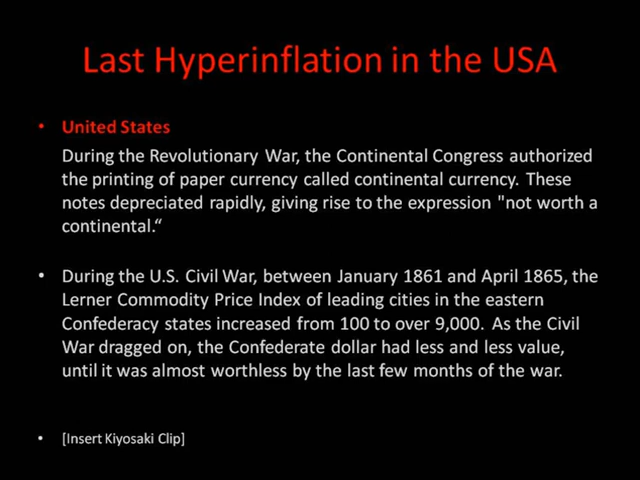 Last Hyperinflation in the USA
• United States
During the Revolutionary War, the Continental Congress authorized
the printing of paper currency called continental currency. These
notes depreciated rapidly, giving rise to the expression "not worth a
continental.“
• During the U.S. Civil War, between January 1861 and April 1865, the
Lerner Commodity Price Index of leading cities in the eastern
Confederacy states increased from 100 to over 9,000. As the Civil
War dragged on, the Confederate dollar had less and less value,
until it was almost worthless by the last few months of the war.
• [Insert Kiyosaki Clip]